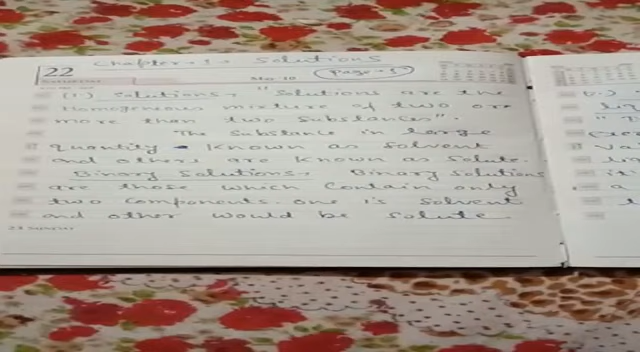 22
Chapter-1. Solutions
Page-1
(1.) Solutions → "Solutions are the
homogeneous mixture of two ore
more than two substances".
The Substance in large
quantity - known as solvent
and others are known as Solute.
Binary Solutions → Binary Solutions
are those which contain only
two components. one is Solvent
and other would be Solute.